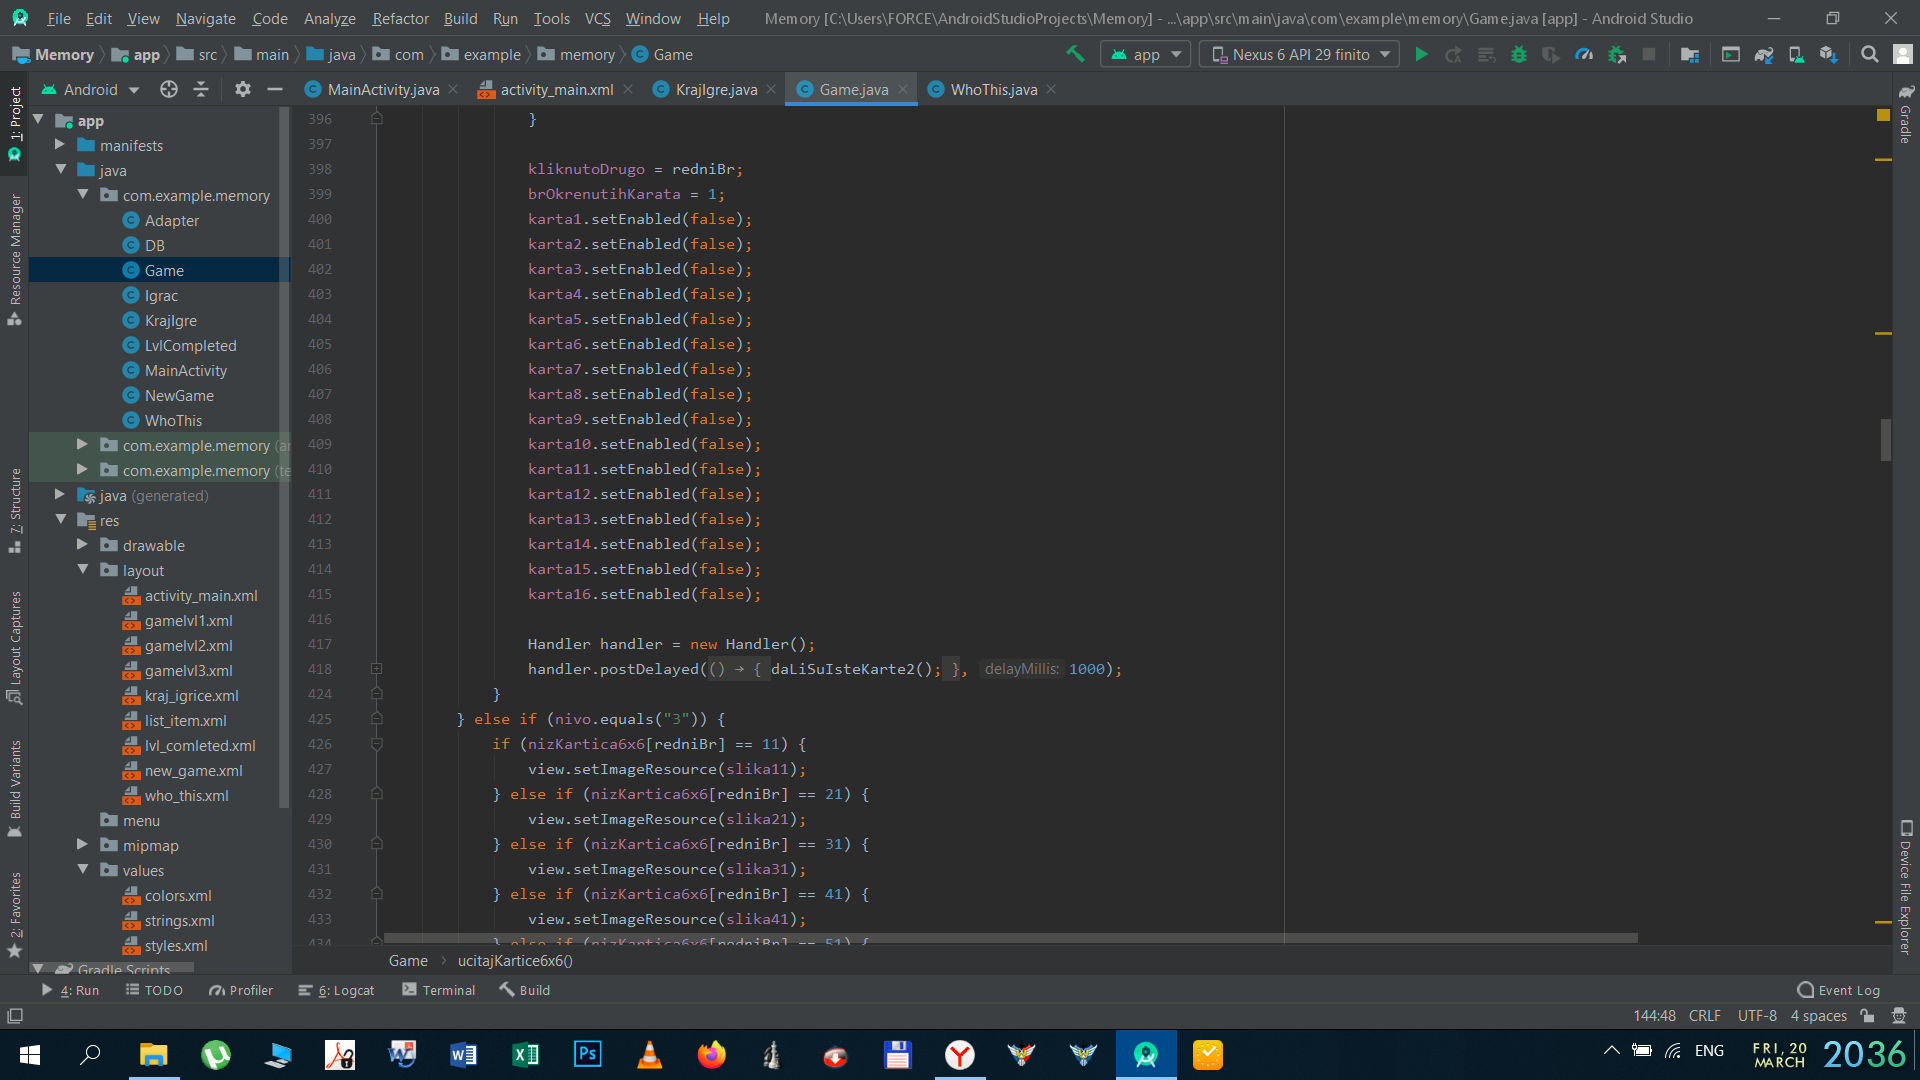 File Edit View Navigate Code Analyze Refactor Build Run Tools VCS Window Help Memory [C:\Users\FORCE\AndroidStudioProjects\Memory] - ...\app\src\main\java\com\example\memory\Game.java [app] - Android Studio
Memory app src main java com example memory Game app Nexus 6 API 29 finito
Android MainActivity.java activity_main.xml KrajIgre.java Game.java WhoThis.java
1: Project
Resource Manager
7: Structure
Layout Captures
Build Variants
2: Favorites
app
manifests
java
com.example.memory
Adapter
DB
Game
Igrac
KrajIgre
LvlCompleted
MainActivity
NewGame
WhoThis
com.example.memory (a
com.example.memory (te
java (generated)
res
drawable
layout
activity_main.xml
gamelvl1.xml
gamelvl2.xml
gamelvl3.xml
kraj_igrice.xml
list_item.xml
lvl_comleted.xml
new_game.xml
who_this.xml
menu
mipmap
values
colors.xml
strings.xml
styles.xml
Gradle Scripts
396 }
397
398 kliknutoDrugo = redniBr;
399 brOkrenutihKarata = 1;
400 karta1.setEnabled(false);
401 karta2.setEnabled(false);
402 karta3.setEnabled(false);
403 karta4.setEnabled(false);
404 karta5.setEnabled(false);
405 karta6.setEnabled(false);
406 karta7.setEnabled(false);
407 karta8.setEnabled(false);
408 karta9.setEnabled(false);
409 karta10.setEnabled(false);
410 karta11.setEnabled(false);
411 karta12.setEnabled(false);
412 karta13.setEnabled(false);
413 karta14.setEnabled(false);
414 karta15.setEnabled(false);
415 karta16.setEnabled(false);
416
417 Handler handler = new Handler();
418 handler.postDelayed(() → { daLiSuIsteKarte2(); }, delayMillis: 1000);
424 }
425 } else if (nivo.equals("3")) {
426 if (nizKartica6x6[redniBr] == 11) {
427 view.setImageResource(slika11);
428 } else if (nizKartica6x6[redniBr] == 21) {
429 view.setImageResource(slika21);
430 } else if (nizKartica6x6[redniBr] == 31) {
431 view.setImageResource(slika31);
432 } else if (nizKartica6x6[redniBr] == 41) {
433 view.setImageResource(slika41);
434 } else if (nizKartica6x6[redniBr] == 51) {
Gradle
Device File Explorer
Game ucitajKartice6x6()
4: Run TODO Profiler 6: Logcat Terminal Build Event Log
144:48 CRLF UTF-8 4 spaces
ENG FRI, 20 MARCH 2036